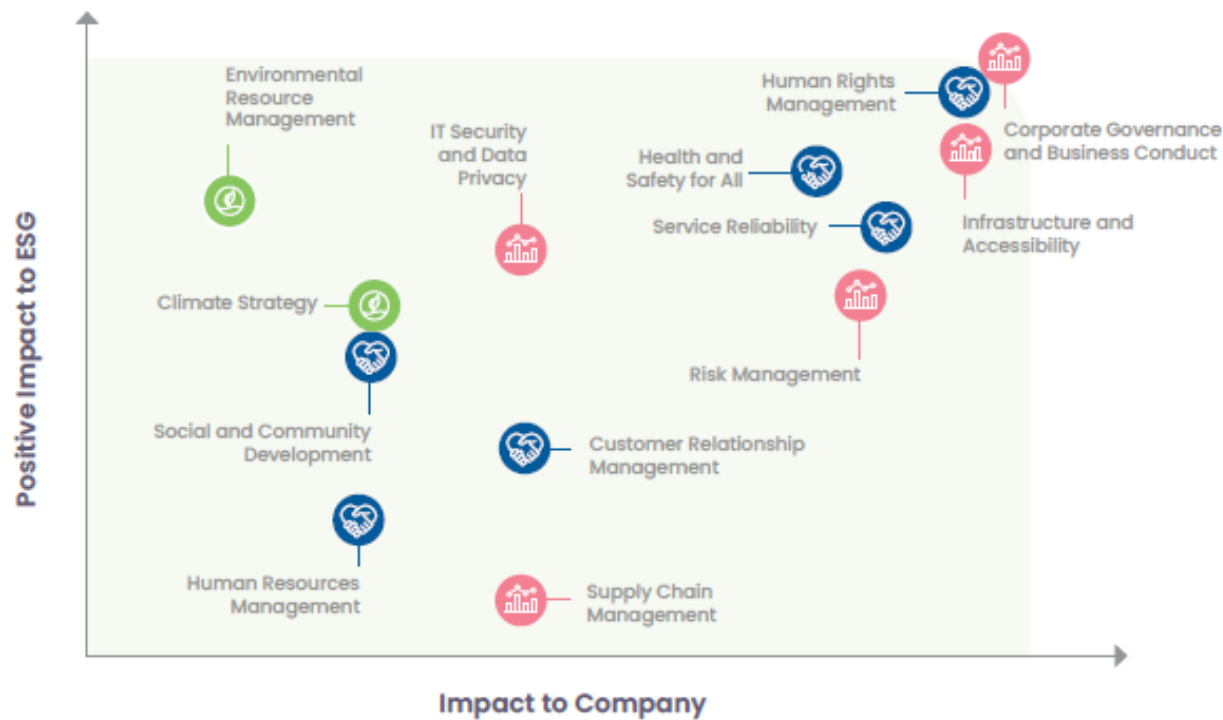 Environmental
Resource
Management
Human Rights
Management
IT Security
and Data
Privacy
Corporate Governance
and Business Conduct
Health and
Safety for All
Service Reliability
Infrastructure and
Accessibility
Positive Impact to ESG
Climate Strategy
Risk Management
Social and Community
Development
Customer Relationship
Management
Human Resources
Management
Supply Chain
Management
Impact to Company